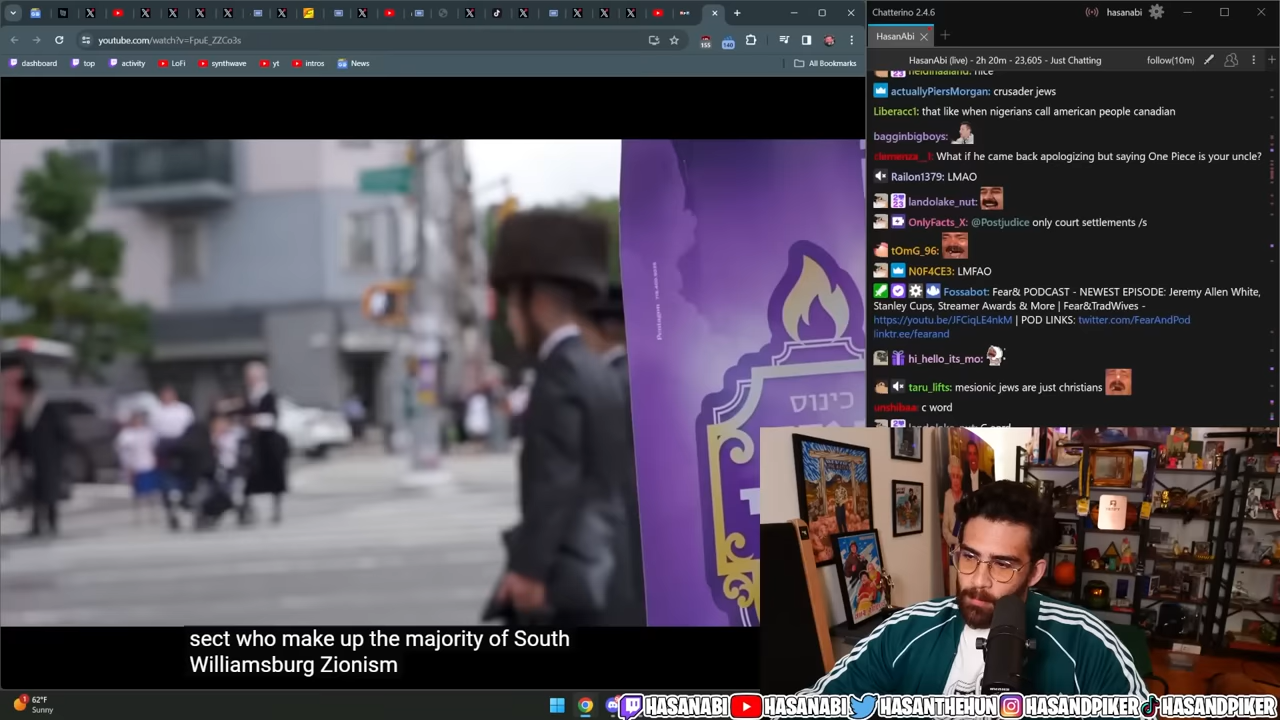 Chatterino 2.4.6
hasanabi
HasanAbi
youtube.com/watch?v=FpuE_ZZCo3s
155
140
HasanAbi (live) - 2h 20m - 23,605 - Just Chatting
follow(10m)
dashboard
top
activity
LoFi
synthwave
yt
intros
News
All Bookmarks
heidinaaland: nice
actuallyPiersMorgan: crusader jews
Liberacc1: that like when nigerians call american people canadian
bagginbigboys:
clemenza__l: What if he came back apologizing but saying One Piece is your uncle?
Railon1379: LMAO
landolake_nut:
OnlyFacts_X: @Postjudice only court settlements /s
tOmG_96:
N0F4CE3: LMFAO
Fossabot: Fear& PODCAST - NEWEST EPISODE: Jeremy Allen White,
Stanley Cups, Streamer Awards & More | Fear&TradWives -
https://youtu.be/JFCiqLE4nkM | POD LINKS: twitter.com/FearAndPod
linktr.ee/fearand
hi_hello_its_mo:
taru_lifts: mesionic jews are just christians
unshibaa: c word
כינוס
sect who make up the majority of South
Williamsburg Zionism
62°F
Sunny
HASANABI
HASANABI
HASANTHEHUN
HASANDPIKER
HASANDPIKER